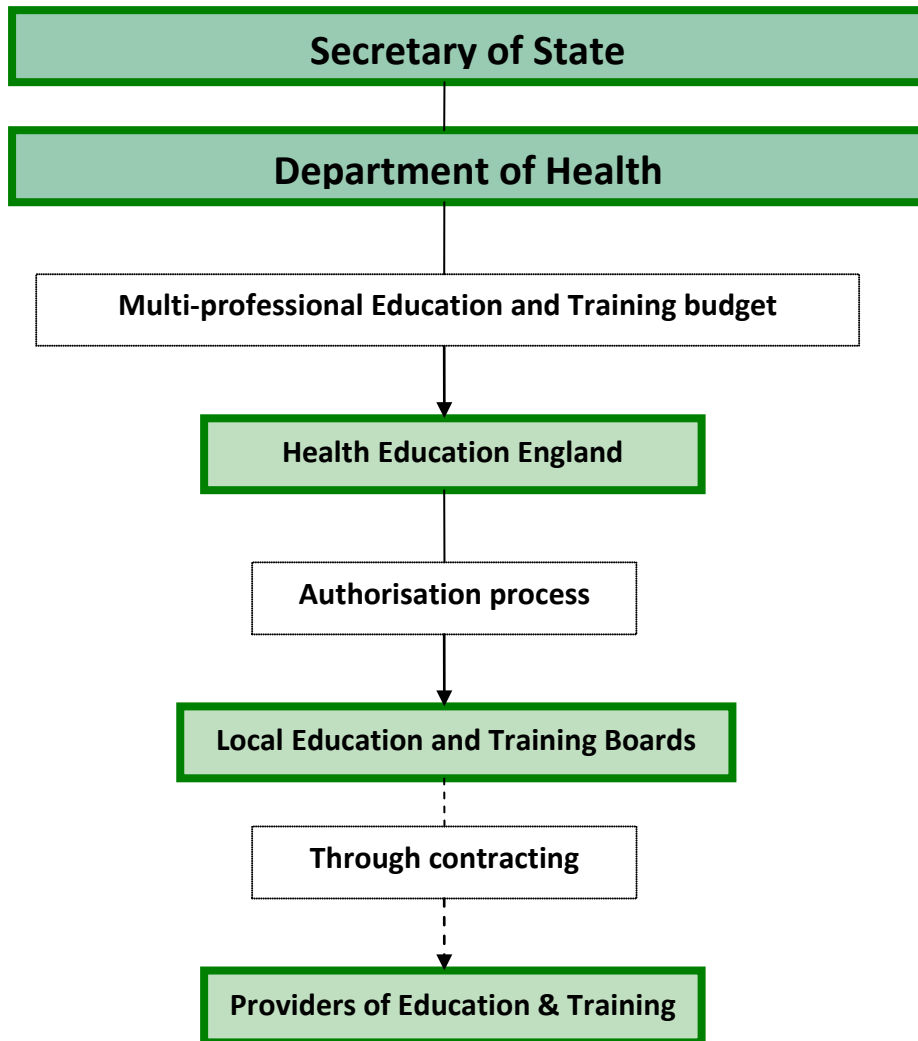 Secretary of State
Department of Health
Multi-professional Education and Training budget
Health Education England
Authorisation process
Local Education and Training Boards
Through contracting
Providers of Education & Training